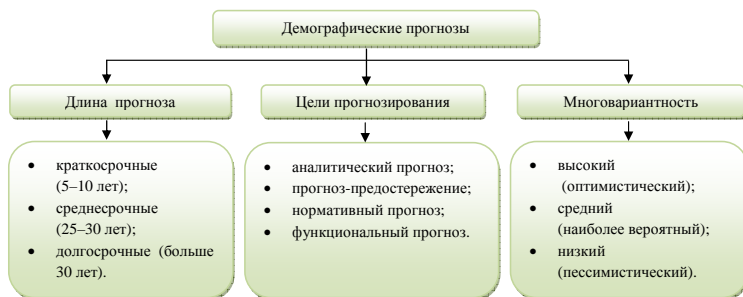 Демографические прогнозы
Длина прогноза
Цели прогнозирования
Многовариантность
• краткосрочные
(5–10 лет);
• среднесрочные
(25–30 лет);
• долгосрочные (больше
30 лет).
• аналитический прогноз;
• прогноз-предостережение;
• нормативный прогноз;
• функциональный прогноз.
• высокий
(оптимистический);
• средний
(наиболее вероятный);
• низкий
(пессимистический).